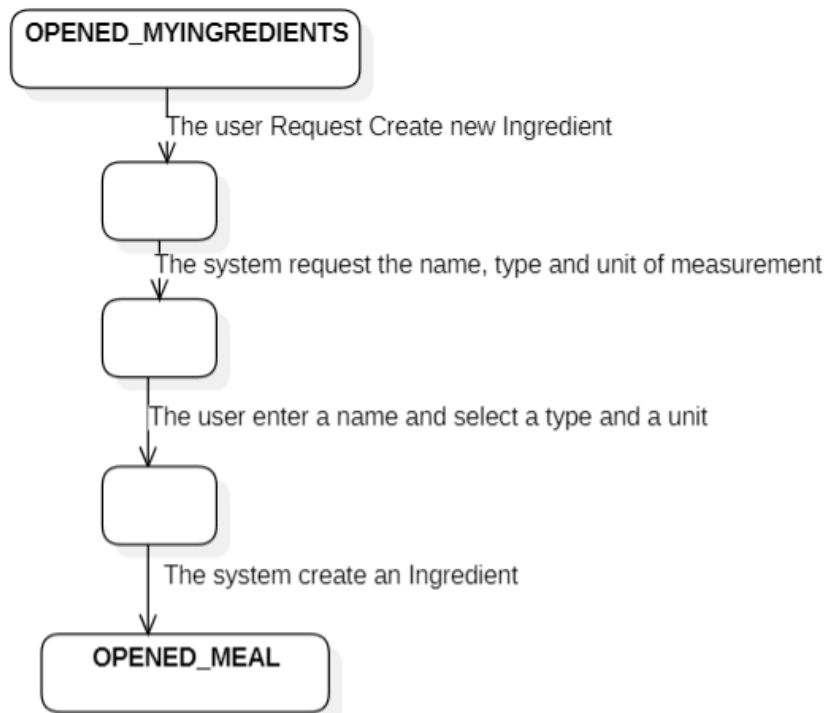 OPENED_MYINGREDIENTS
The user Request Create new Ingredient
The system request the name, type and unit of measurement
The user enter a name and select a type and a unit
The system create an Ingredient
OPENED_MEAL